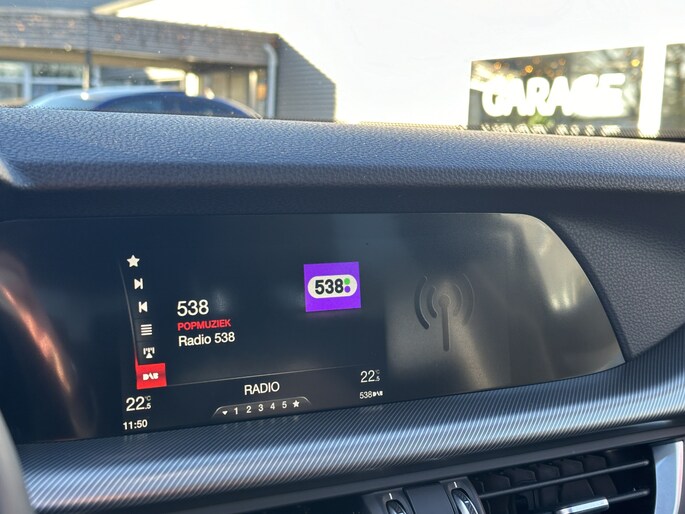 GARAGE
538
538
POPMUZIEK
Radio 538
DAB
RADIO
22.5°C
22.5°C
1 2 3 4 5
538DAB
11:50